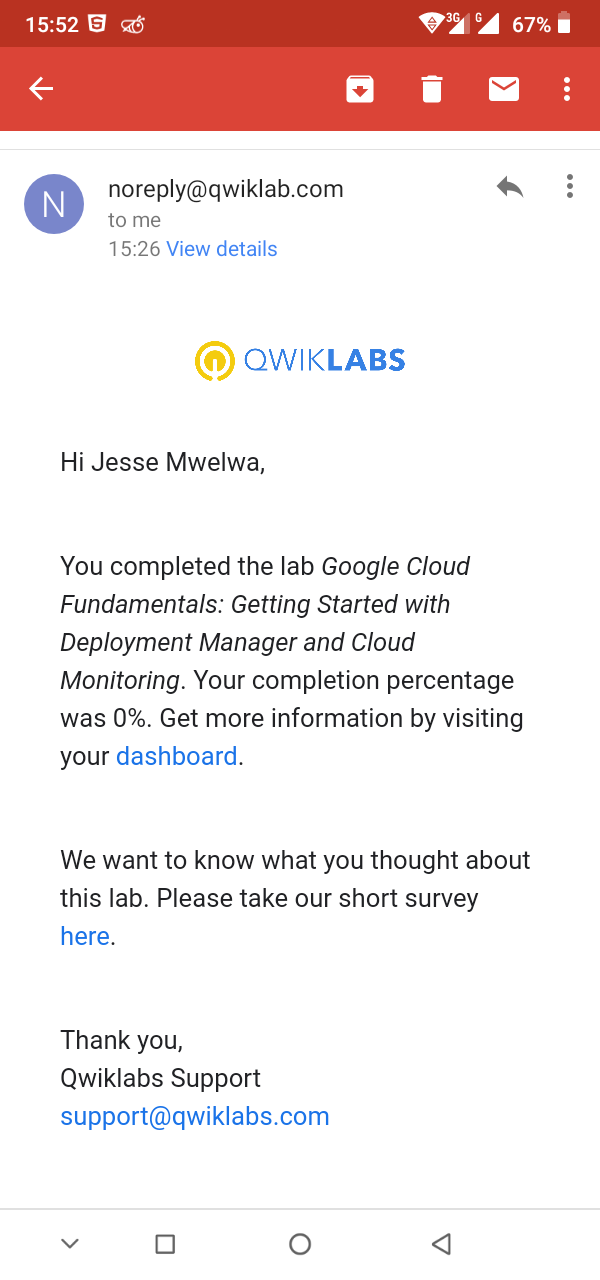 15:52
3G G 67%
N
noreply@qwiklab.com
to me
15:26 View details
QWIKLABS
Hi Jesse Mwelwa,
You completed the lab Google Cloud
Fundamentals: Getting Started with
Deployment Manager and Cloud
Monitoring. Your completion percentage
was 0%. Get more information by visiting
your dashboard.
We want to know what you thought about
this lab. Please take our short survey
here.
Thank you,
Qwiklabs Support
support@qwiklabs.com